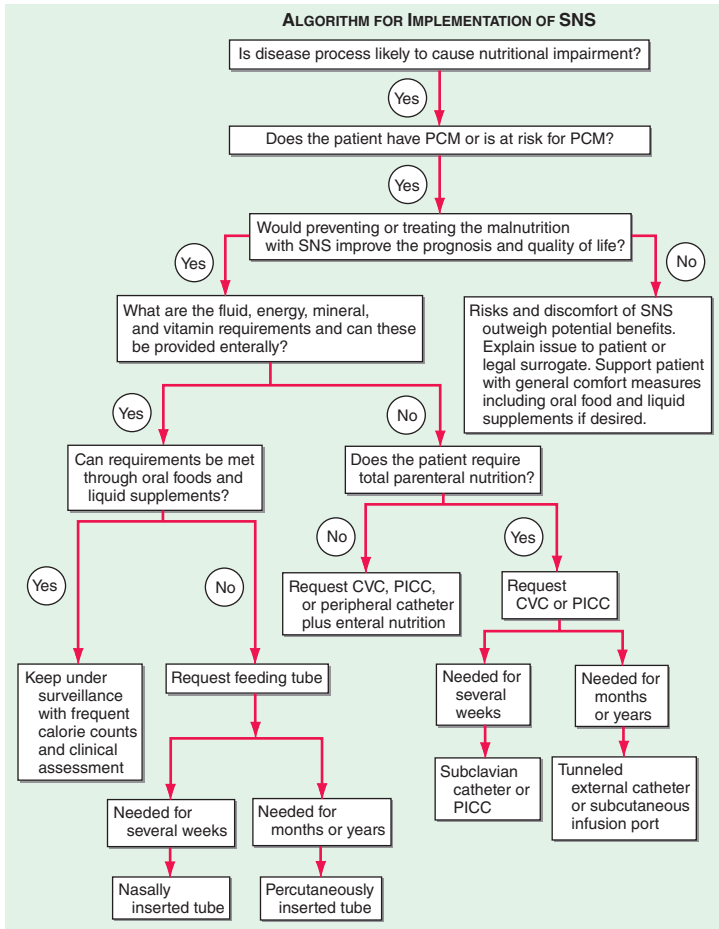 ALGORITHM FOR IMPLEMENTATION OF SNS
Is disease process likely to cause nutritional impairment?
Yes
Does the patient have PCM or is at risk for PCM?
Yes
Would preventing or treating the malnutrition
with SNS improve the prognosis and quality of life?
Yes
No
What are the fluid, energy, mineral,
and vitamin requirements and can these
be provided enterally?
Risks and discomfort of SNS
outweigh potential benefits.
Explain issue to patient or
legal surrogate. Support patient
with general comfort measures
including oral food and liquid
supplements if desired.
Yes
No
Can requirements be met
through oral foods and
liquid supplements?
Does the patient require
total parenteral nutrition?
Yes
No
No
Yes
Request CVC, PICC,
or peripheral catheter
plus enteral nutrition
Request
CVC or PICC
Keep under
surveillance
with frequent
calorie counts
and clinical
assessment
Request feeding tube
Needed for
several
weeks
Needed for
months
or years
Subclavian
catheter or
PICC
Tunneled
external catheter
or subcutaneous
infusion port
Needed for
several weeks
Needed for
months or years
Nasally
inserted tube
Percutaneously
inserted tube